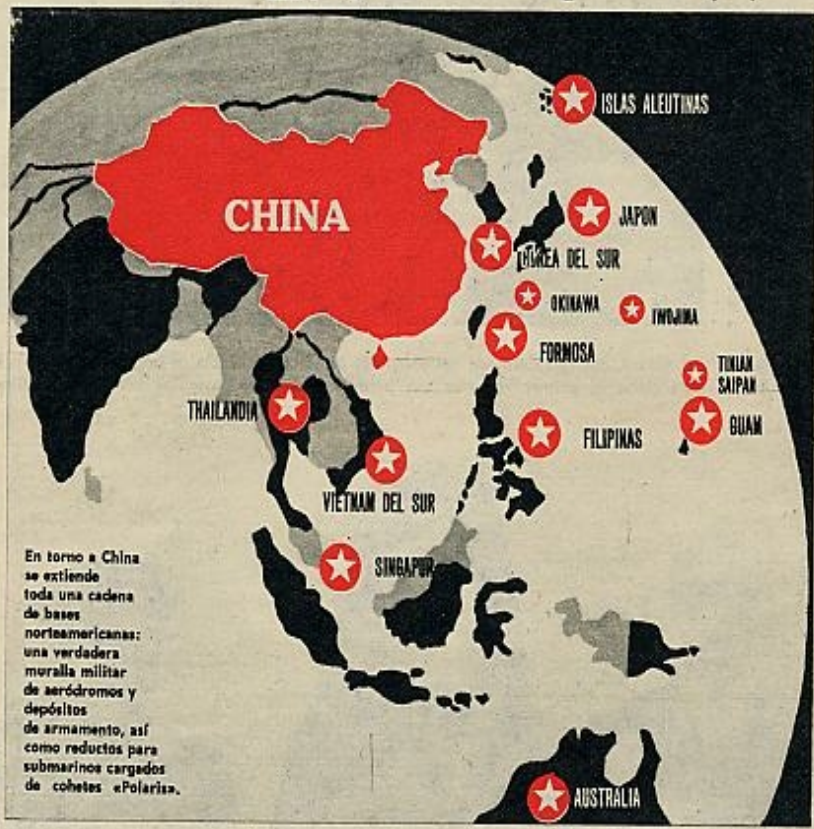 ISLAS ALEUTINAS
CHINA
JAPON
COREA DEL SUR
OKINAWA
IWOJIMA
FORMOSA
TINIAN
SAIPAN
THAILANDIA
GUAM
FILIPINAS
VIETNAM DEL SUR
SINGAPUR
En torno a China
se extiende
toda una cadena
de bases
norteamericanas:
una verdadera
muralla militar
de aeródromos y
depósitos
de armamento, así
como reductos para
submarinos cargados
de cohetes «Polaris».
AUSTRALIA